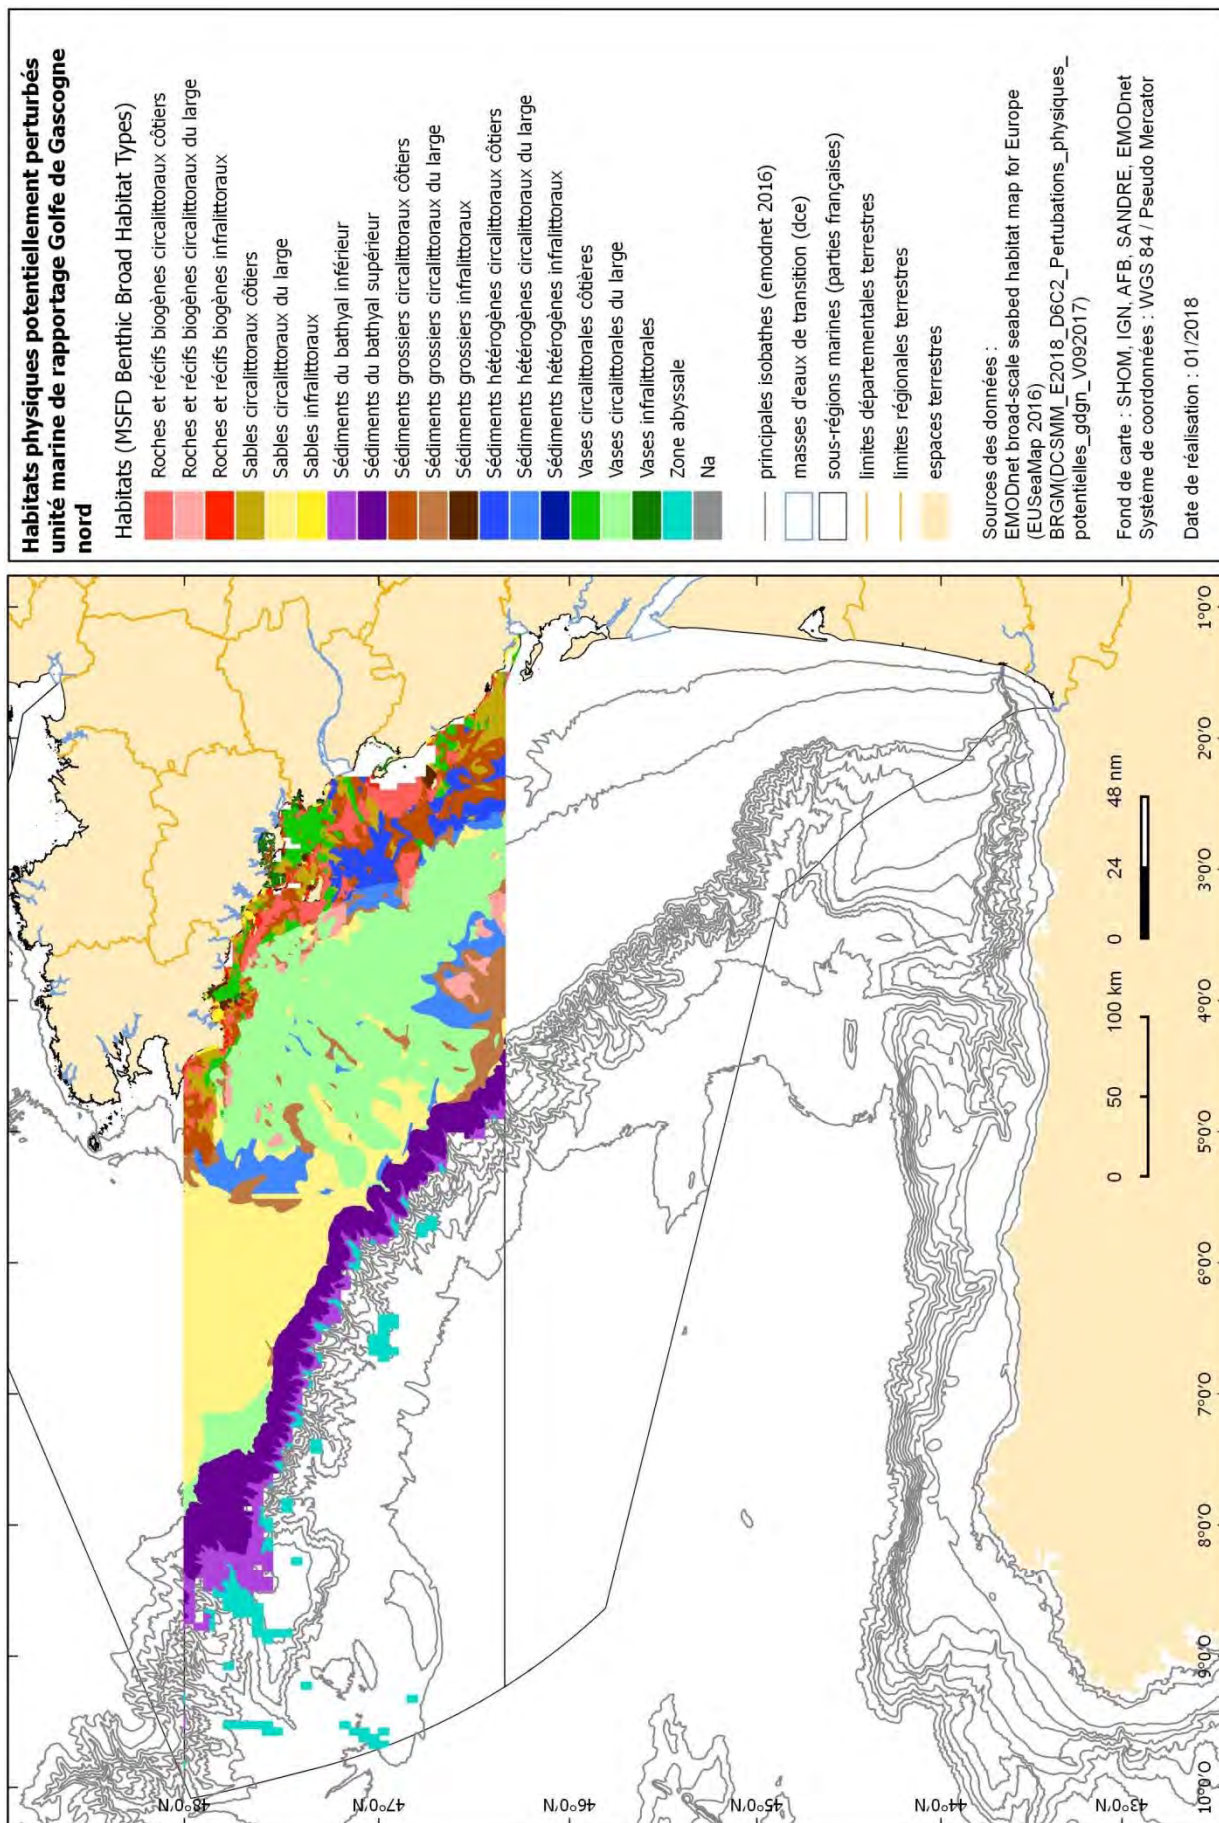 Habitats physiques potentiellement perturbés
unité marine de rapportage Golfe de Gascogne
nord
Habitats (MSFD Benthic Broad Habitat Types)
Roches et récifs biogènes circalittoraux côtiers
Roches et récifs biogènes circalittoraux du large
Roches et récifs biogènes infralittoraux
Sables circalittoraux côtiers
Sables circalittoraux du large
Sables infralittoraux
Sédiments du bathyal inférieur
Sédiments du bathyal supérieur
Sédiments grossiers circalittoraux côtiers
Sédiments grossiers circalittoraux du large
Sédiments grossiers infralittoraux
Sédiments hétérogènes circalittoraux côtiers
Sédiments hétérogènes circalittoraux du large
Sédiments hétérogènes infralittoraux
Vases circalittorales côtières
Vases circalittorales du large
Vases infralittorales
Zone abyssale
Na
principales isobathes (emodnet 2016)
masses d'eaux de transition (dce)
sous-régions marines (parties françaises)
limites départementales terrestres
limites régionales terrestres
espaces terrestres
Sources des données :
EMODnet broad-scale seabed habitat map for Europe
(EUSeaMap 2016)
BRGM(DCSMM_E2018_D6C2_Perturbations_physiques_
potentielles_gdgn_V092017)
Fond de carte : SHOM, IGN, AFB, SANDRE, EMODnet
Système de coordonnées : WGS 84 / Pseudo Mercator
Date de réalisation : 01/2018
48°0'N
47°0'N
46°0'N
45°0'N
44°0'N
43°0'N
0 50 100 km
0 24 48 nm
10°0'O 9°0'O 8°0'O 7°0'O 6°0'O 5°0'O 4°0'O 3°0'O 2°0'O 1°0'O